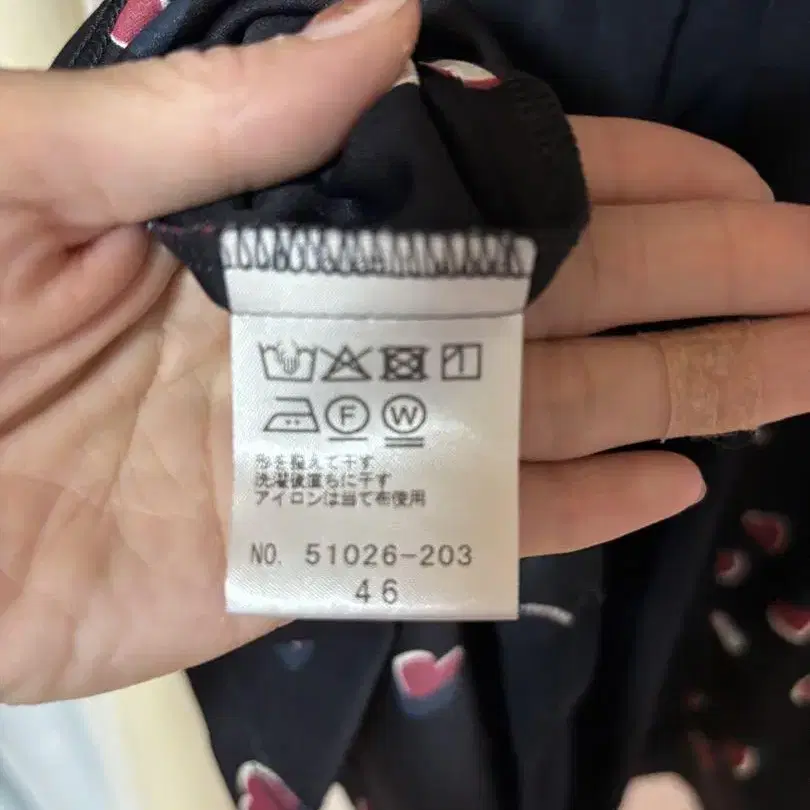 F W
形を整えて干す
洗濯後直ちに干す
アイロンは当て布使用
NO. 51026-203
46